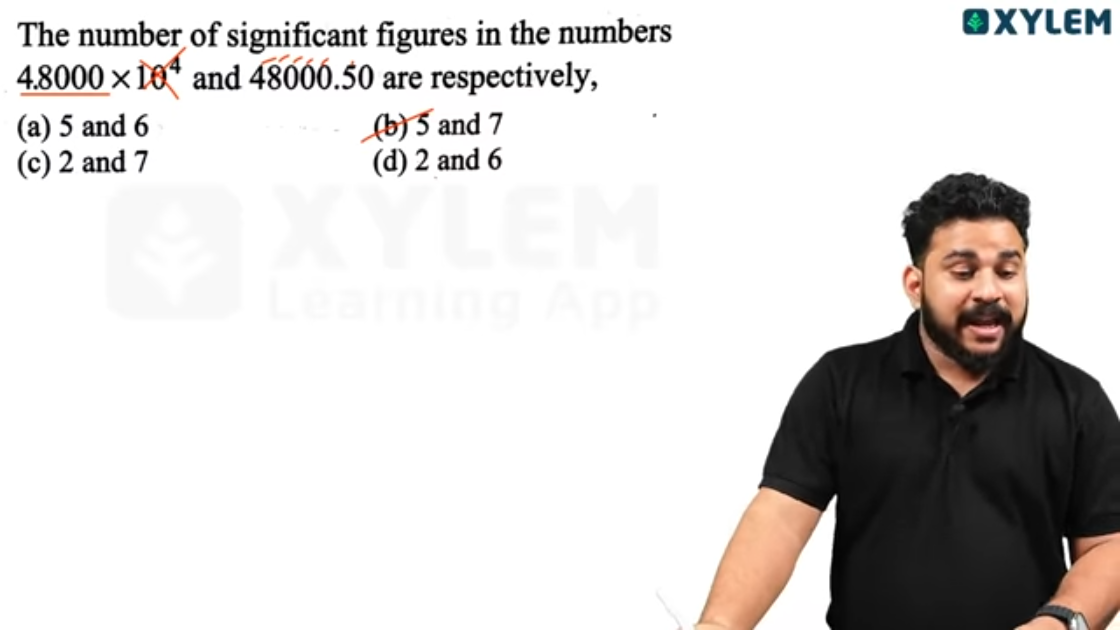 XYLEM
The number of significant figures in the numbers
4.8000 × 10⁴ and 48000.50 are respectively,
(a) 5 and 6 (b) 5 and 7
(c) 2 and 7 (d) 2 and 6
XYLEM
Learning App